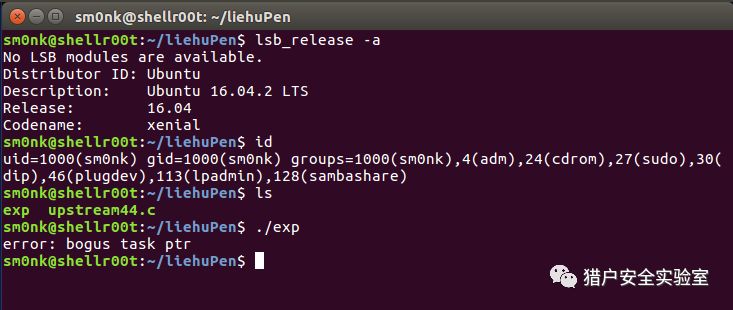 sm0nk@shellr00t: ~/liehuPen
sm0nk@shellr00t:~/liehuPen$ lsb_release -a
No LSB modules are available.
Distributor ID: Ubuntu
Description:    Ubuntu 16.04.2 LTS
Release:        16.04
Codename:       xenial
sm0nk@shellr00t:~/liehuPen$ id
uid=1000(sm0nk) gid=1000(sm0nk) groups=1000(sm0nk),4(adm),24(cdrom),27(sudo),30(
dip),46(plugdev),113(lpadmin),128(sambashare)
sm0nk@shellr00t:~/liehuPen$ ls
exp  upstream44.c
sm0nk@shellr00t:~/liehuPen$ ./exp
error: bogus task ptr
sm0nk@shellr00t:~/liehuPen$
猎户安全实验室